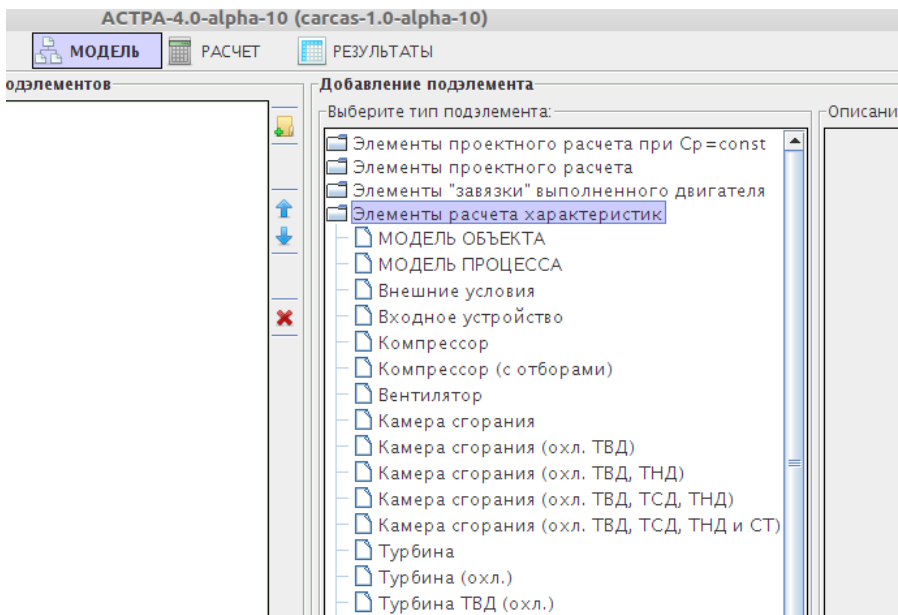 АСТРА-4.0-alpha-10 (carcas-1.0-alpha-10)
МОДЕЛЬ РАСЧЕТ РЕЗУЛЬТАТЫ
одэлементов Добавление подэлемента
Выберите тип подэлемента: Описани
Элементы проектного расчета при Cp=const
Элементы проектного расчета
Элементы "завязки" выполненного двигателя
Элементы расчета характеристик
МОДЕЛЬ ОБЪЕКТА
МОДЕЛЬ ПРОЦЕССА
Внешние условия
Входное устройство
Компрессор
Компрессор (с отборами)
Вентилятор
Камера сгорания
Камера сгорания (охл. ТВД)
Камера сгорания (охл. ТВД, ТНД)
Камера сгорания (охл. ТВД, ТСД, ТНД)
Камера сгорания (охл. ТВД, ТСД, ТНД и СТ)
Турбина
Турбина (охл.)
Турбина ТВД (охл.)